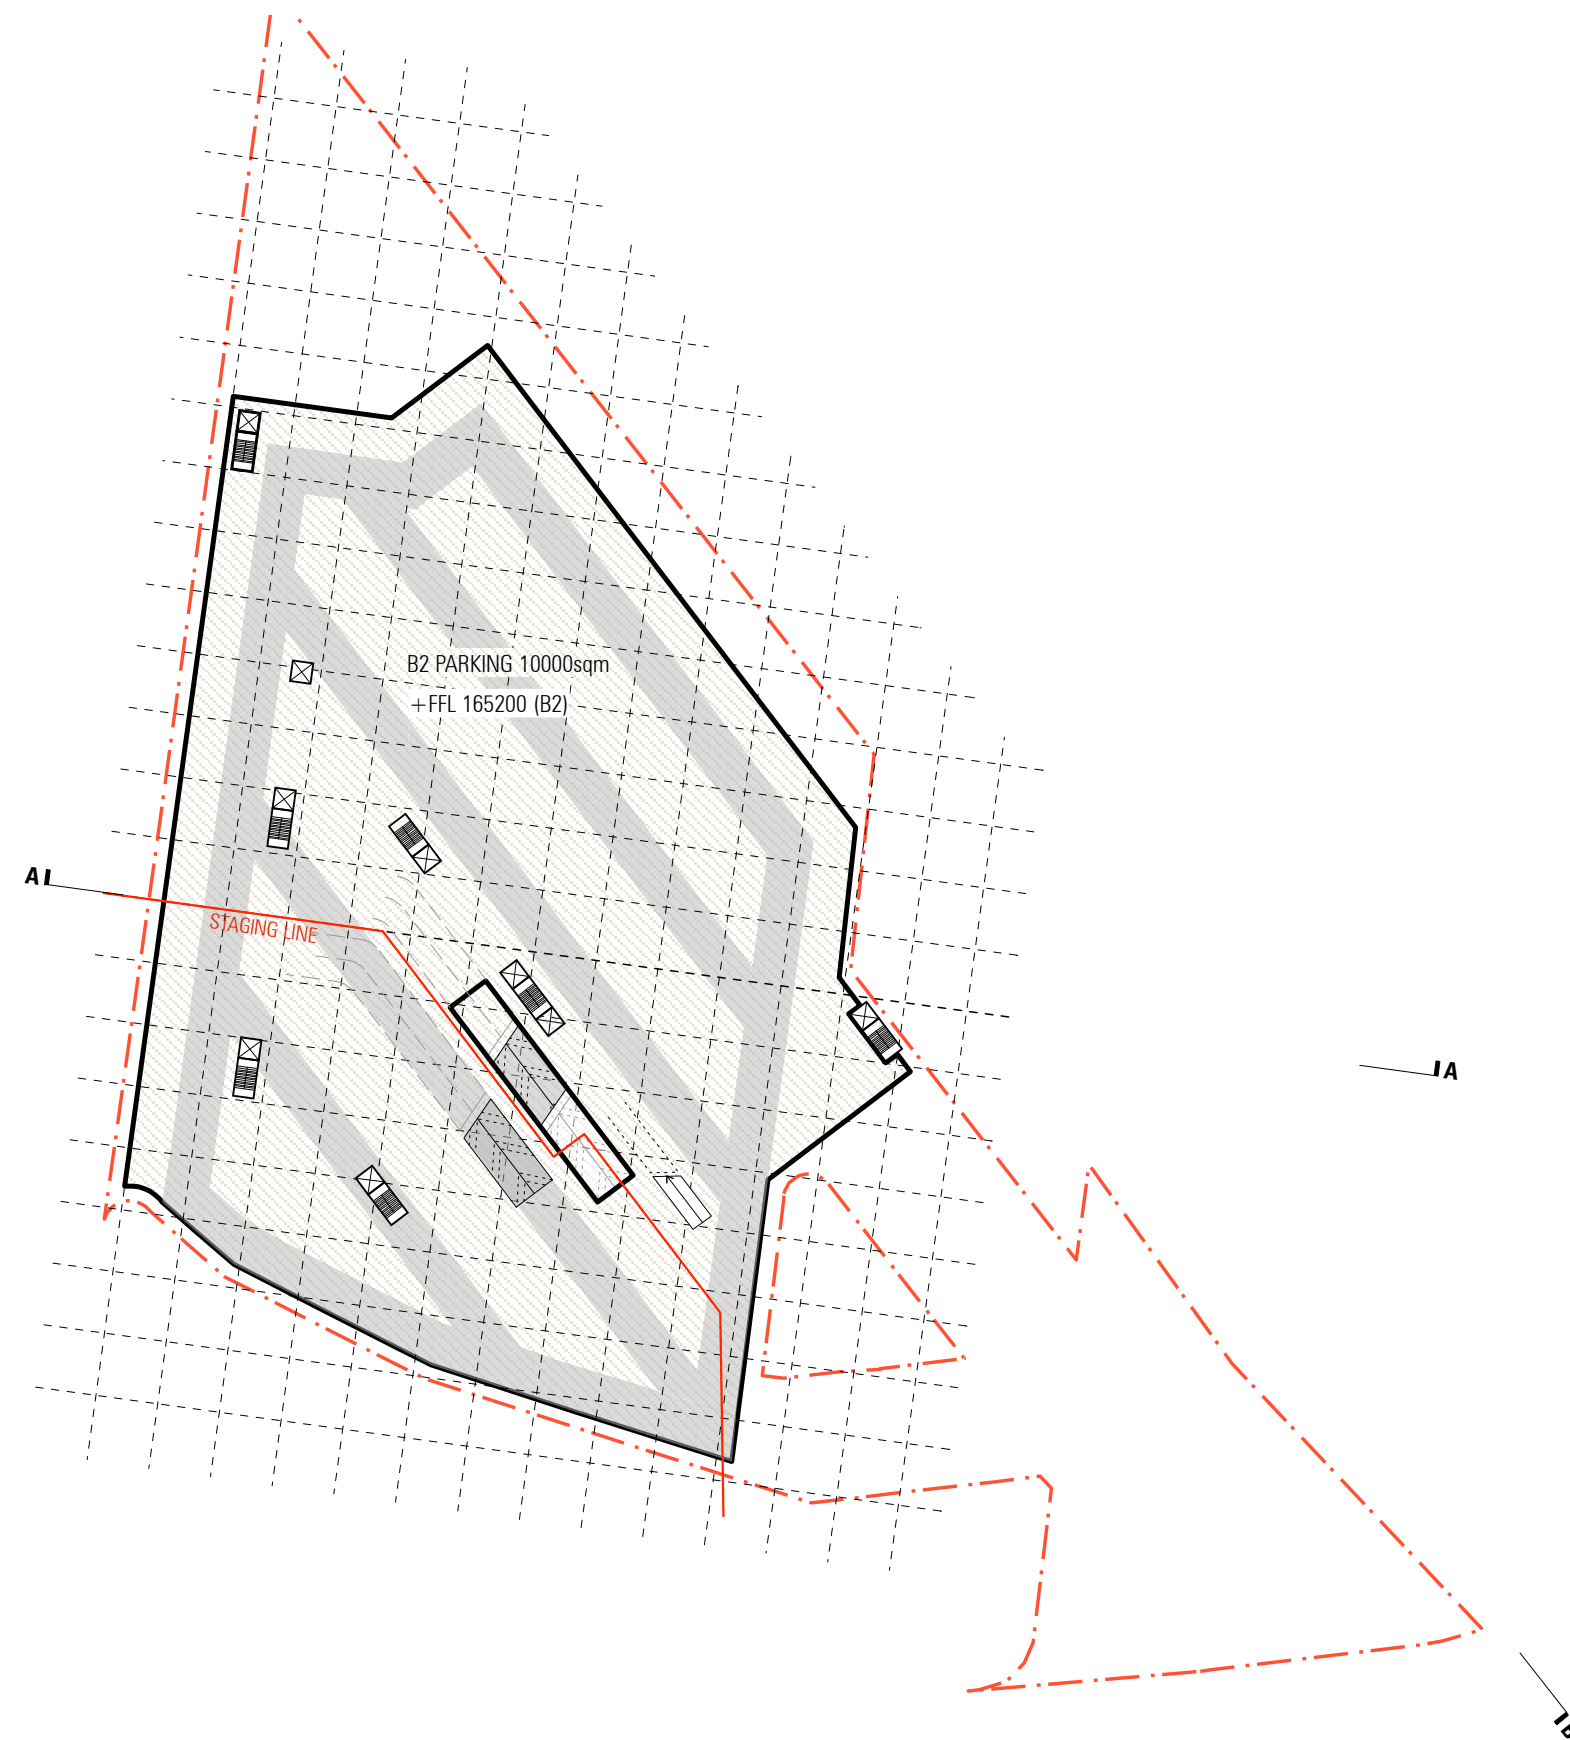 B2 PARKING 10000sqm
+FFL 165200 (B2)
A
STAGING LINE
A